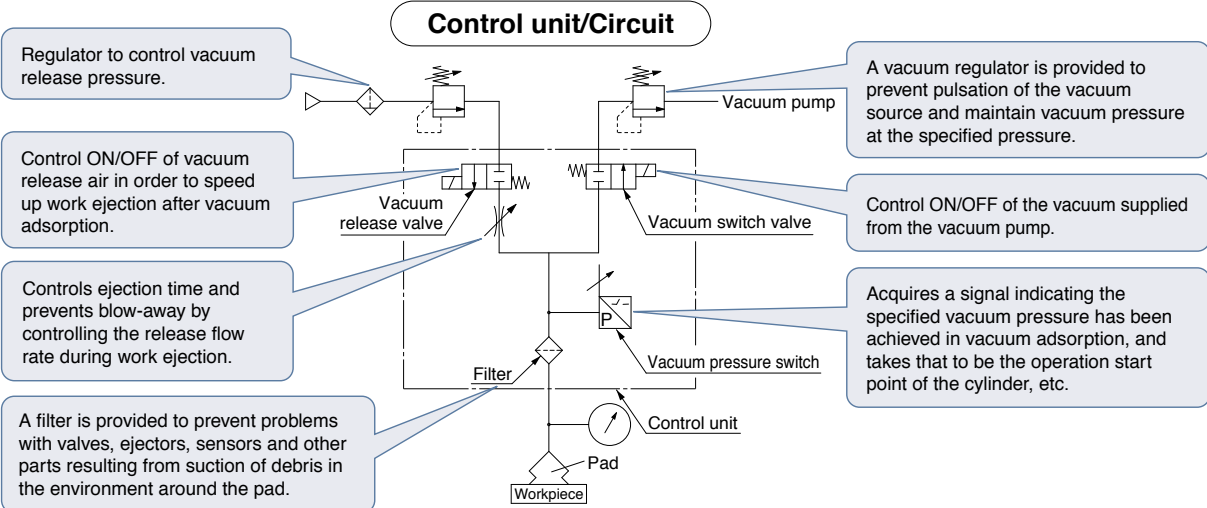 Control unit/Circuit
Regulator to control vacuum
release pressure.
Control ON/OFF of vacuum
release air in order to speed
up work ejection after vacuum
adsorption.
Controls ejection time and
prevents blow-away by
controlling the release flow
rate during work ejection.
A filter is provided to prevent problems
with valves, ejectors, sensors and other
parts resulting from suction of debris in
the environment around the pad.
Vacuum pump
Vacuum
release valve
Vacuum switch valve
P
Vacuum pressure switch
Filter
Control unit
Pad
Workpiece
A vacuum regulator is provided to
prevent pulsation of the vacuum
source and maintain vacuum pressure
at the specified pressure.
Control ON/OFF of the vacuum supplied
from the vacuum pump.
Acquires a signal indicating the
specified vacuum pressure has been
achieved in vacuum adsorption, and
takes that to be the operation start
point of the cylinder, etc.